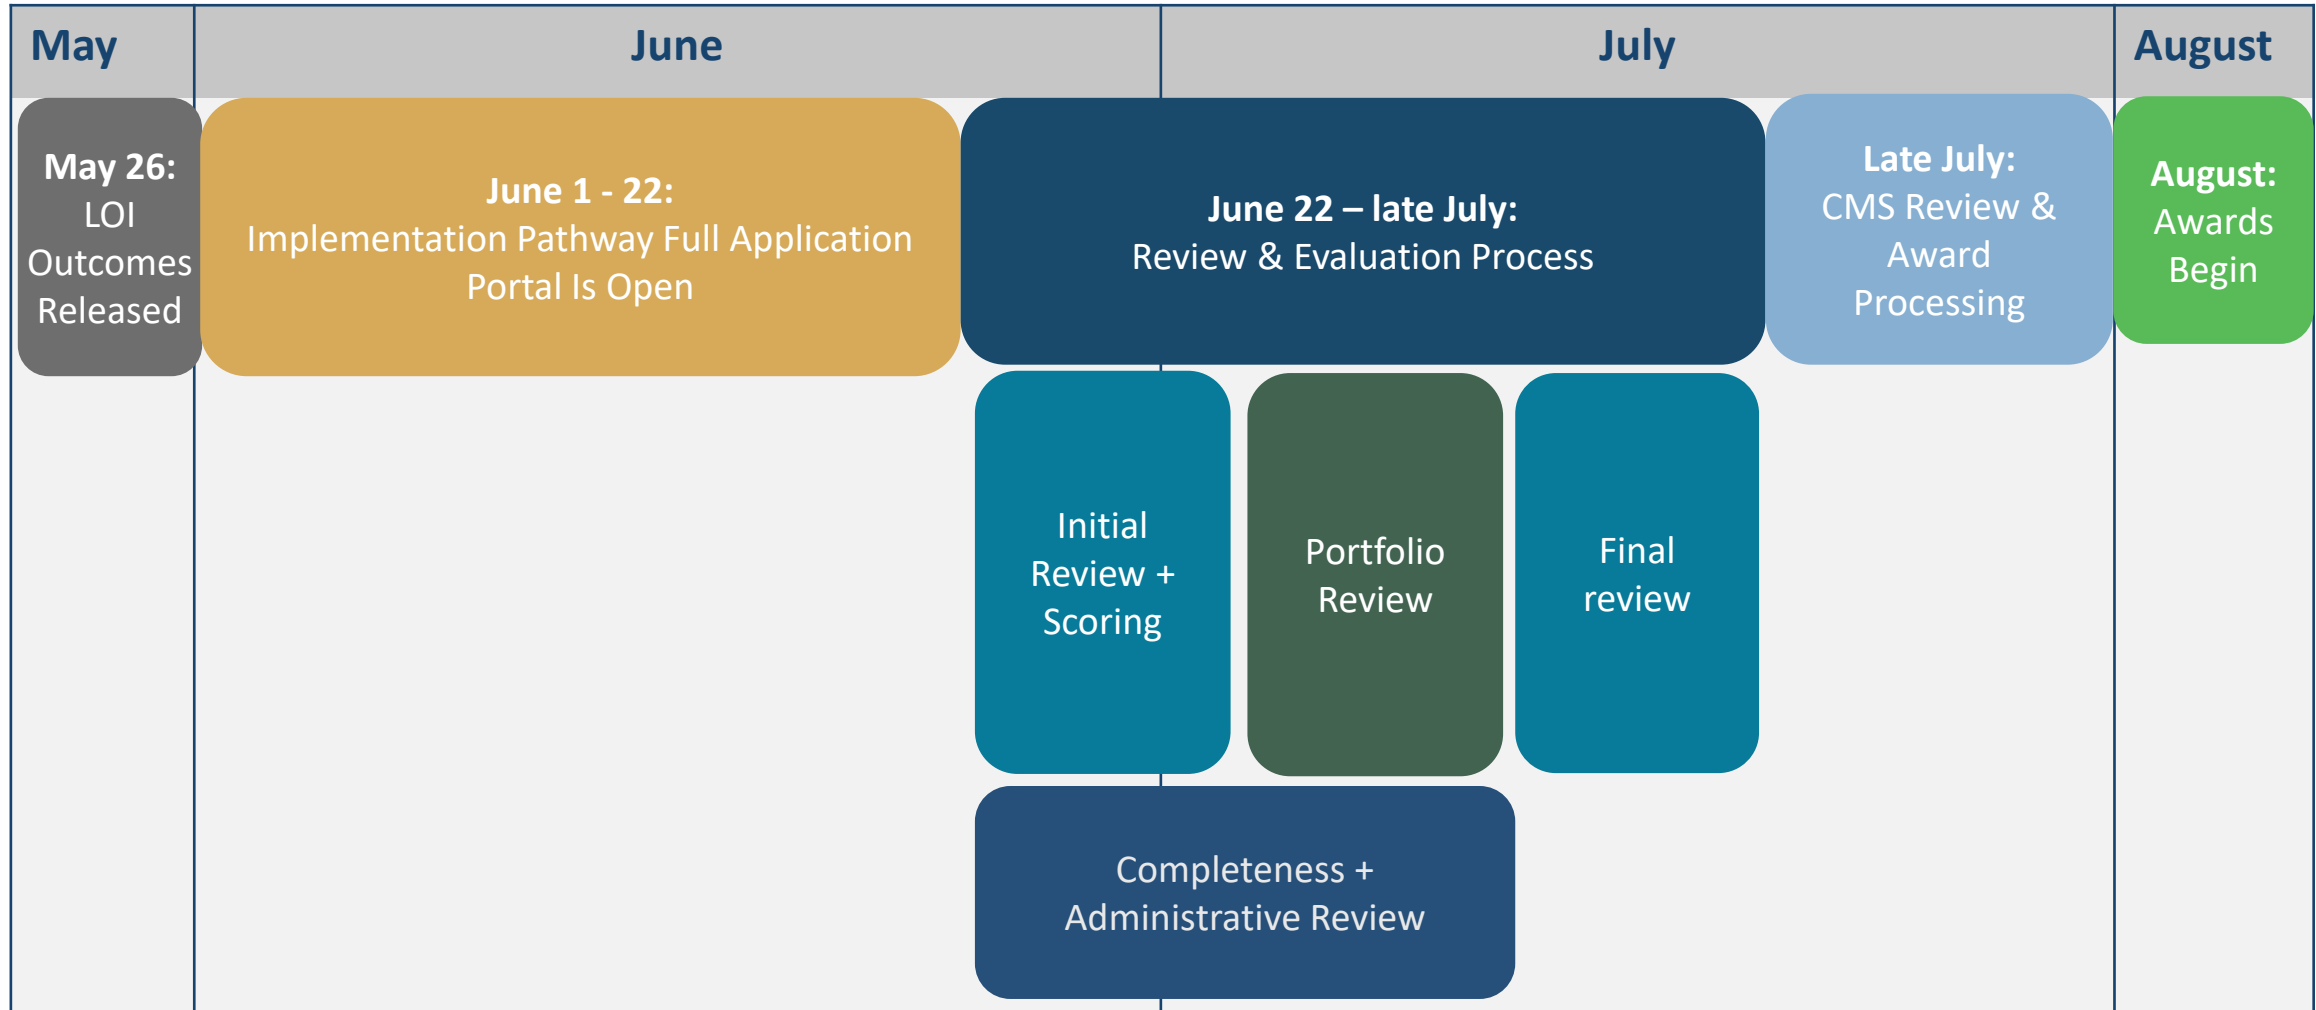 May
June
July
August
May 26:
LOI
Outcomes
Released
June 1 - 22:
Implementation Pathway Full Application
Portal Is Open
June 22 – late July:
Review & Evaluation Process
Late July:
CMS Review &
Award
Processing
August:
Awards
Begin
Initial
Review +
Scoring
Portfolio
Review
Final
review
Completeness +
Administrative Review